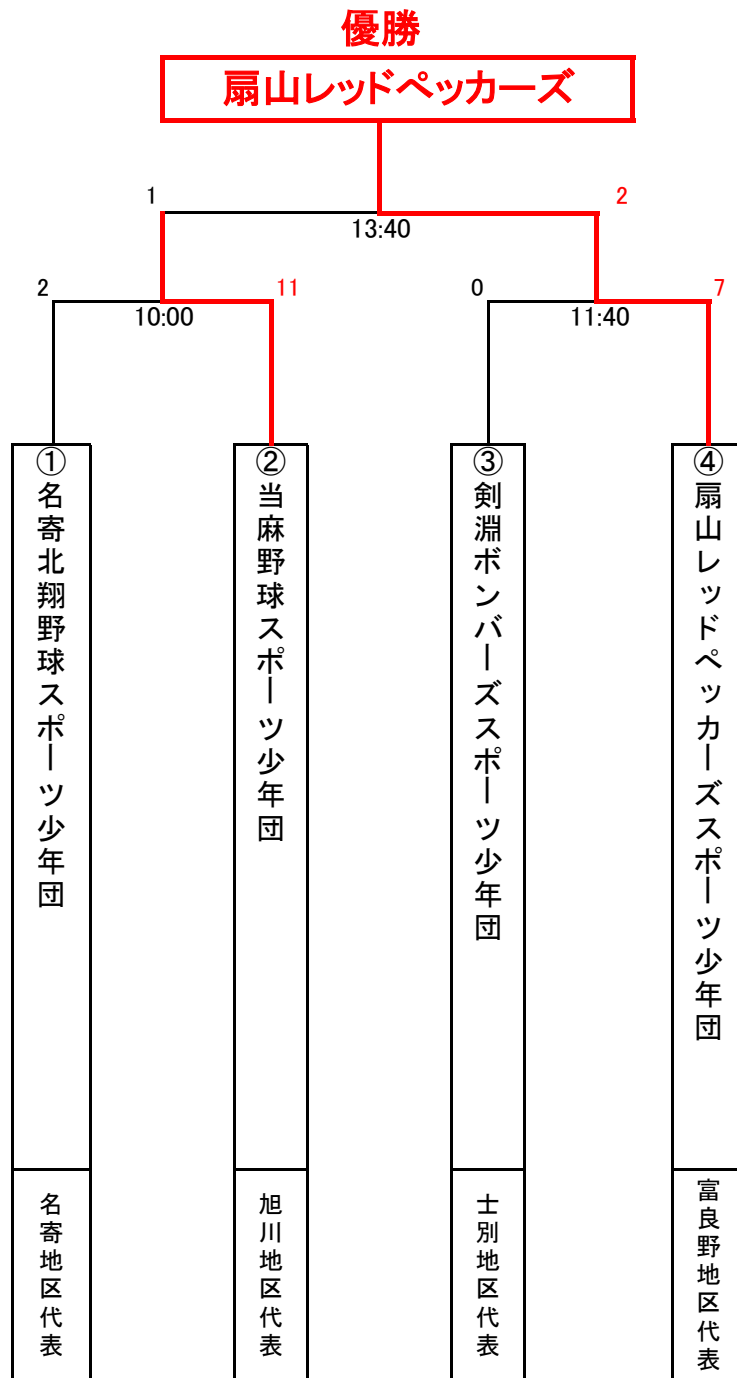 優勝
扇山レッドペッカーズ
1
2
13:40
2
11
0
7
10:00
11:40
①名寄北翔野球スポーツ少年団
②当麻野球スポーツ少年団
③剣淵ボンバーズスポーツ少年団
④扇山レッドペッカーズスポーツ少年団
名寄地区代表
旭川地区代表
士別地区代表
富良野地区代表